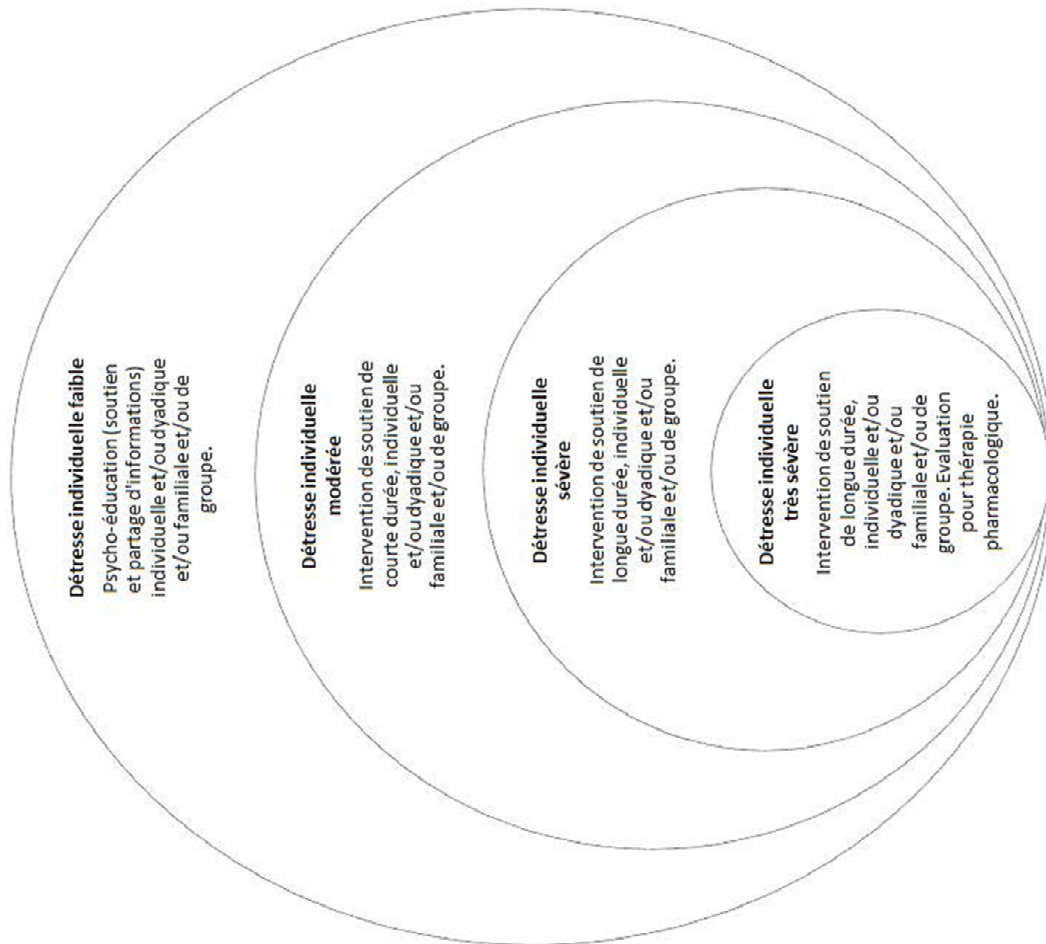 Détresse individuelle faible
Psycho-éducation (soutien
et partage d'informations)
individuelle et/ou dyadique
et/ou familiale et/ou de
groupe.
Détresse individuelle
modérée
Intervention de soutien de
courte durée, individuelle
et/ou dyadique et/ou
familiale et/ou de groupe.
Détresse individuelle
sévère
Intervention de soutien de
longue durée, individuelle
et/ou dyadique et/ou
familiale et/ou de groupe.
Détresse individuelle
très sévère
Intervention de soutien
de longue durée,
individuelle et/ou
dyadique et/ou
familiale et/ou de
groupe. Evaluation
pour thérapie
pharmacologique.